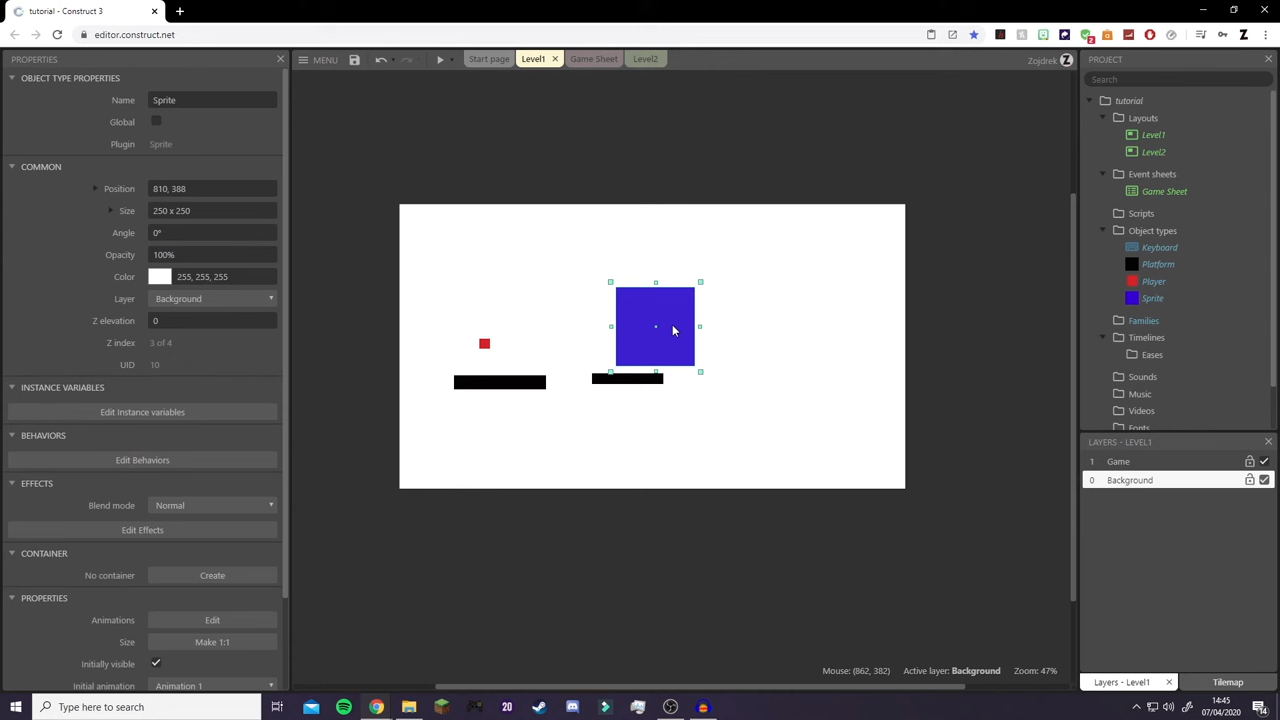 tutorial - Construct 3
editor.construct.net
2
PROPERTIES
OBJECT TYPE PROPERTIES
Name Sprite
Global
Plugin Sprite
COMMON
Position 810, 388
Size 250 x 250
Angle 0°
Opacity 100%
Color 255, 255, 255
Layer Background
Z elevation 0
Z index 3 of 4
UID 10
INSTANCE VARIABLES
Edit Instance variables
BEHAVIORS
Edit Behaviors
EFFECTS
Blend mode Normal
Edit Effects
CONTAINER
No container Create
PROPERTIES
Animations Edit
Size Make 1:1
Initially visible
Initial animation Animation 1
MENU
Start page Level1 Game Sheet Level2
Zojdrek Z
Mouse: (862, 382) Active layer: Background Zoom: 47%
PROJECT
Search
tutorial
Layouts
Level1
Level2
Event sheets
Game Sheet
Scripts
Object types
Keyboard
Platform
Player
Sprite
Families
Timelines
Eases
Sounds
Music
Videos
Fonts
LAYERS - LEVEL1
1 Game
0 Background
Layers - Level1 Tilemap
Type here to search
20
14:45
07/04/2020
14